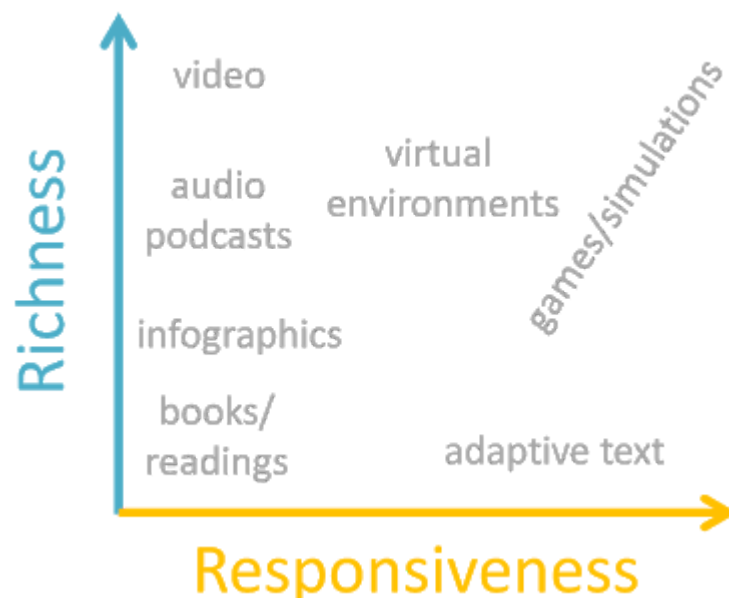 video
virtual
environments
games/simulations
audio
podcasts
Richness
infographics
books/
readings
adaptive text
Responsiveness